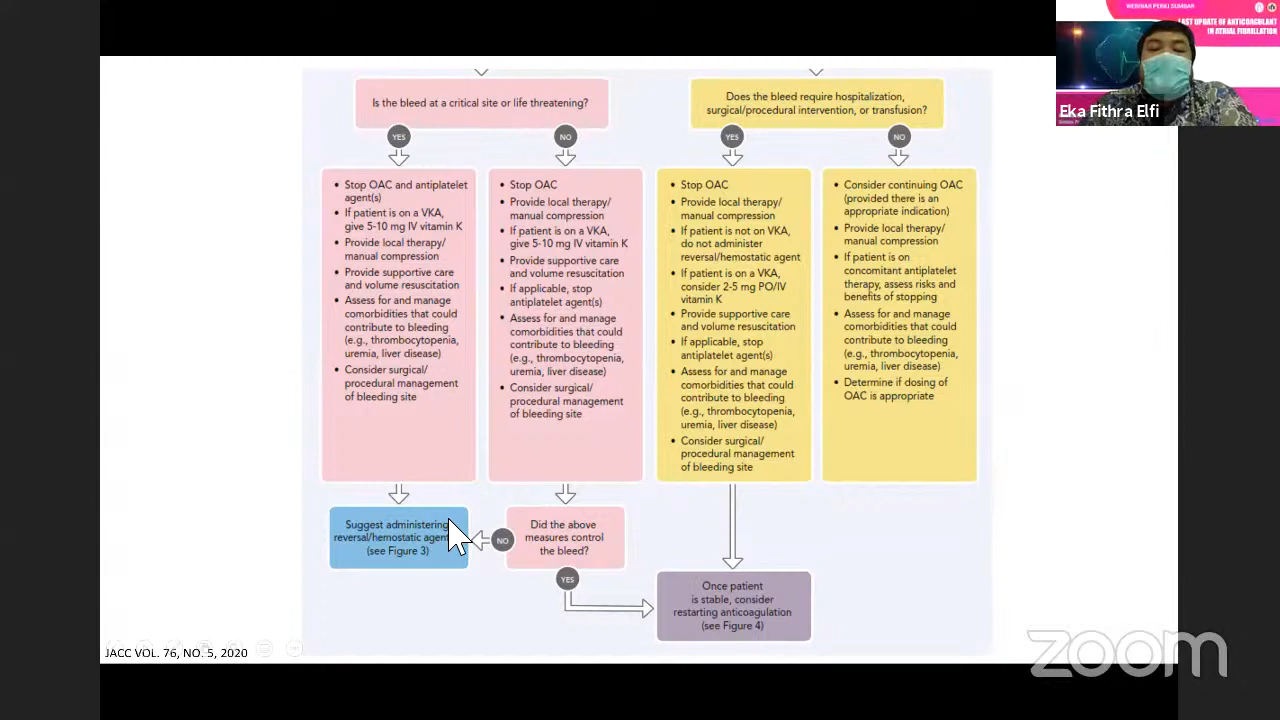 WEBINAR PERKI SUMBAR
LAST UPDATE OF ANTICOAGULANT
IN ATRIAL FIBRILLATION
Eka Fithra Elfi
Is the bleed at a critical site or life threatening?
YES
NO
Does the bleed require hospitalization,
surgical/procedural intervention, or transfusion?
YES
NO
• Stop OAC and antiplatelet
agent(s)
• If patient is on a VKA,
give 5-10 mg IV vitamin K
• Provide local therapy/
manual compression
• Provide supportive care
and volume resuscitation
• Assess for and manage
comorbidities that could
contribute to bleeding
(e.g., thrombocytopenia,
uremia, liver disease)
• Consider surgical/
procedural management
of bleeding site
• Stop OAC
• Provide local therapy/
manual compression
• If patient is on a VKA,
give 5-10 mg IV vitamin K
• Provide supportive care
and volume resuscitation
• If applicable, stop
antiplatelet agent(s)
• Assess for and manage
comorbidities that could
contribute to bleeding
(e.g., thrombocytopenia,
uremia, liver disease)
• Consider surgical/
procedural management
of bleeding site
• Stop OAC
• Provide local therapy/
manual compression
• If patient is not on VKA,
do not administer
reversal/hemostatic agent
• If patient is on a VKA,
consider 2-5 mg PO/IV
vitamin K
• Provide supportive care
and volume resuscitation
• If applicable, stop
antiplatelet agent(s)
• Assess for and manage
comorbidities that could
contribute to bleeding
(e.g., thrombocytopenia,
uremia, liver disease)
• Consider surgical/
procedural management
of bleeding site
• Consider continuing OAC
(provided there is an
appropriate indication)
• Provide local therapy/
manual compression
• If patient is on
concomitant antiplatelet
therapy, assess risks and
benefits of stopping
• Assess for and manage
comorbidities that could
contribute to bleeding
(e.g., thrombocytopenia,
uremia, liver disease)
• Determine if dosing of
OAC is appropriate
Suggest administering
reversal/hemostatic agent
(see Figure 3)
NO
Did the above
measures control
the bleed?
YES
Once patient
is stable, consider
restarting anticoagulation
(see Figure 4)
JACC VOL. 76, NO. 5, 2020
zoom